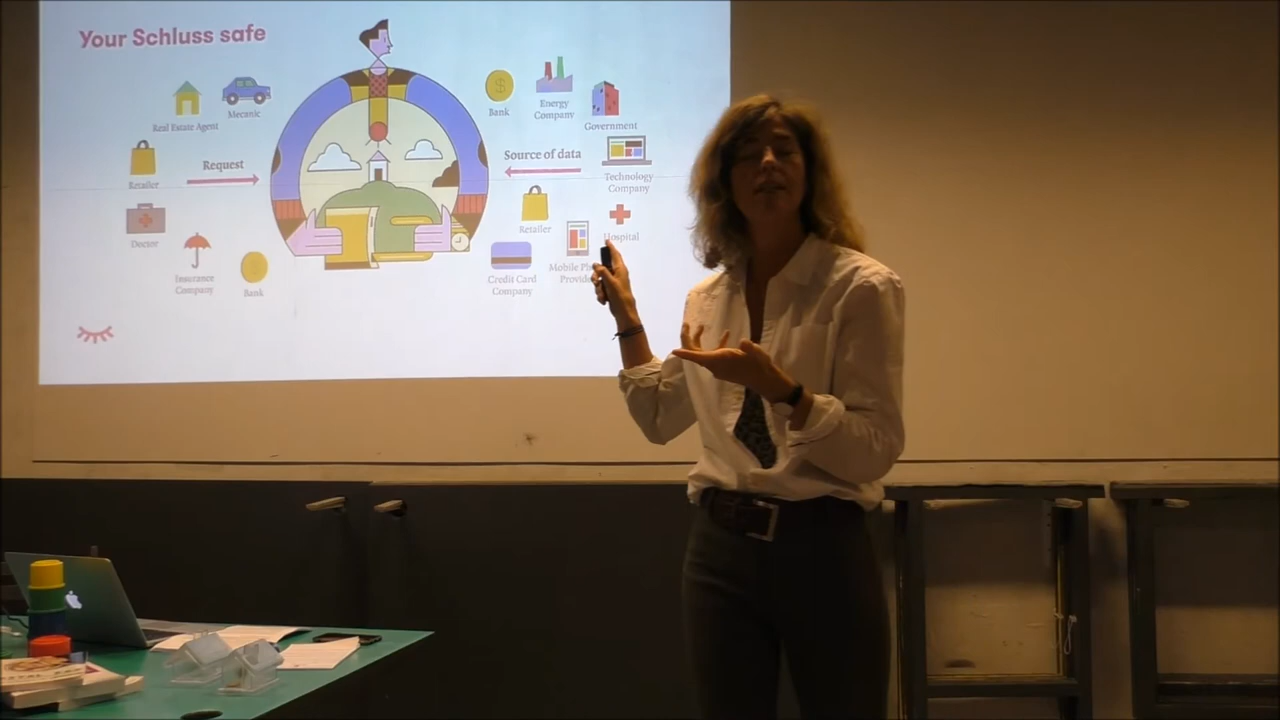 Your Schluss safe
Mecanic
Real Estate Agent
Request
Retailer
Doctor
Insurance
Company
Bank
Bank
Energy
Company
Government
Source of data
Technology
Company
Retailer
Hospital
Credit Card
Company
Mobile